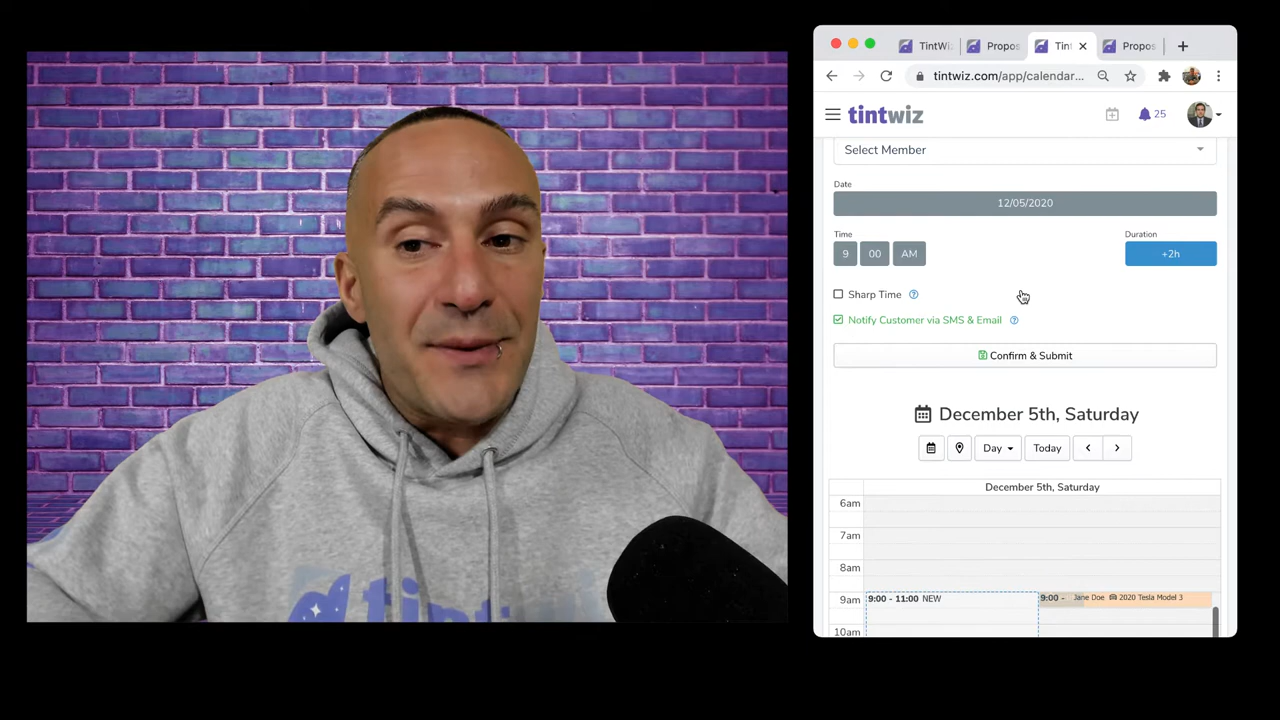 TintWi
Propos
Tint
Propos
tintwiz.com/app/calendar...
tintwiz
25
Select Member
Date
12/05/2020
Time
Duration
9 00 AM
+2h
Sharp Time
Notify Customer via SMS & Email
Confirm & Submit
December 5th, Saturday
Day
Today
December 5th, Saturday
6am
7am
8am
9am
9:00 - 11:00 NEW
9:00 - Jane Doe 2020 Tesla Model 3
10am
tint